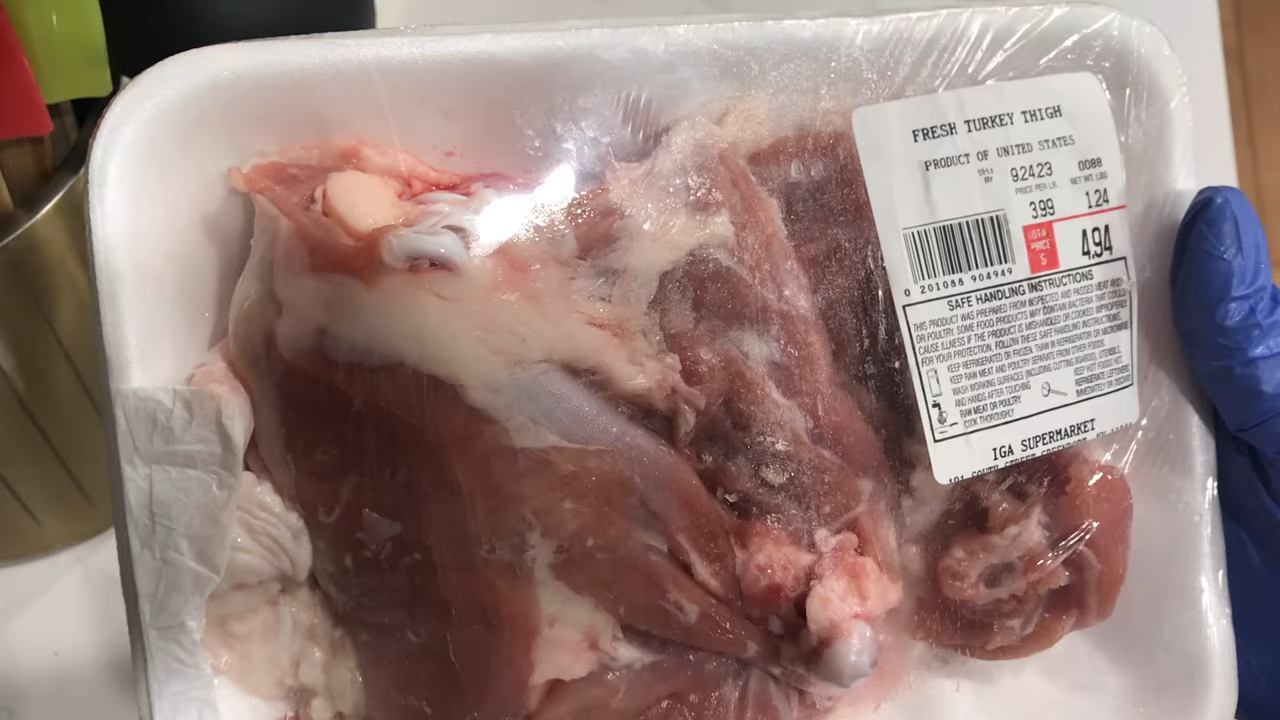 FRESH TURKEY THIGH
PRODUCT OF UNITED STATES
SELL BY 9.24.23 0088
PRICE PER LB. NET WT. LBS
3.99 1.24
IGA PRICE $ 4.94
0 201088 904949
SAFE HANDLING INSTRUCTIONS
THIS PRODUCT WAS PREPARED FROM INSPECTED AND PASSED MEAT AND/
OR POULTRY. SOME FOOD PRODUCTS MAY CONTAIN BACTERIA THAT COULD
CAUSE ILLNESS IF THE PRODUCT IS MISHANDLED OR COOKED IMPROPERLY.
FOR YOUR PROTECTION, FOLLOW THESE SAFE HANDLING INSTRUCTIONS.
KEEP REFRIGERATED OR FROZEN. THAW IN REFRIGERATOR OR MICROWAVE.
KEEP RAW MEAT AND POULTRY SEPARATE FROM OTHER FOODS.
WASH WORKING SURFACES (INCLUDING CUTTING BOARDS), UTENSILS,
AND HANDS AFTER TOUCHING
RAW MEAT OR POULTRY.
COOK THOROUGHLY.
KEEP HOT FOODS HOT.
REFRIGERATE LEFTOVERS
IMMEDIATELY OR DISCARD.
IGA SUPERMARKET
101 SOUTH STREET GREENPORT, NY